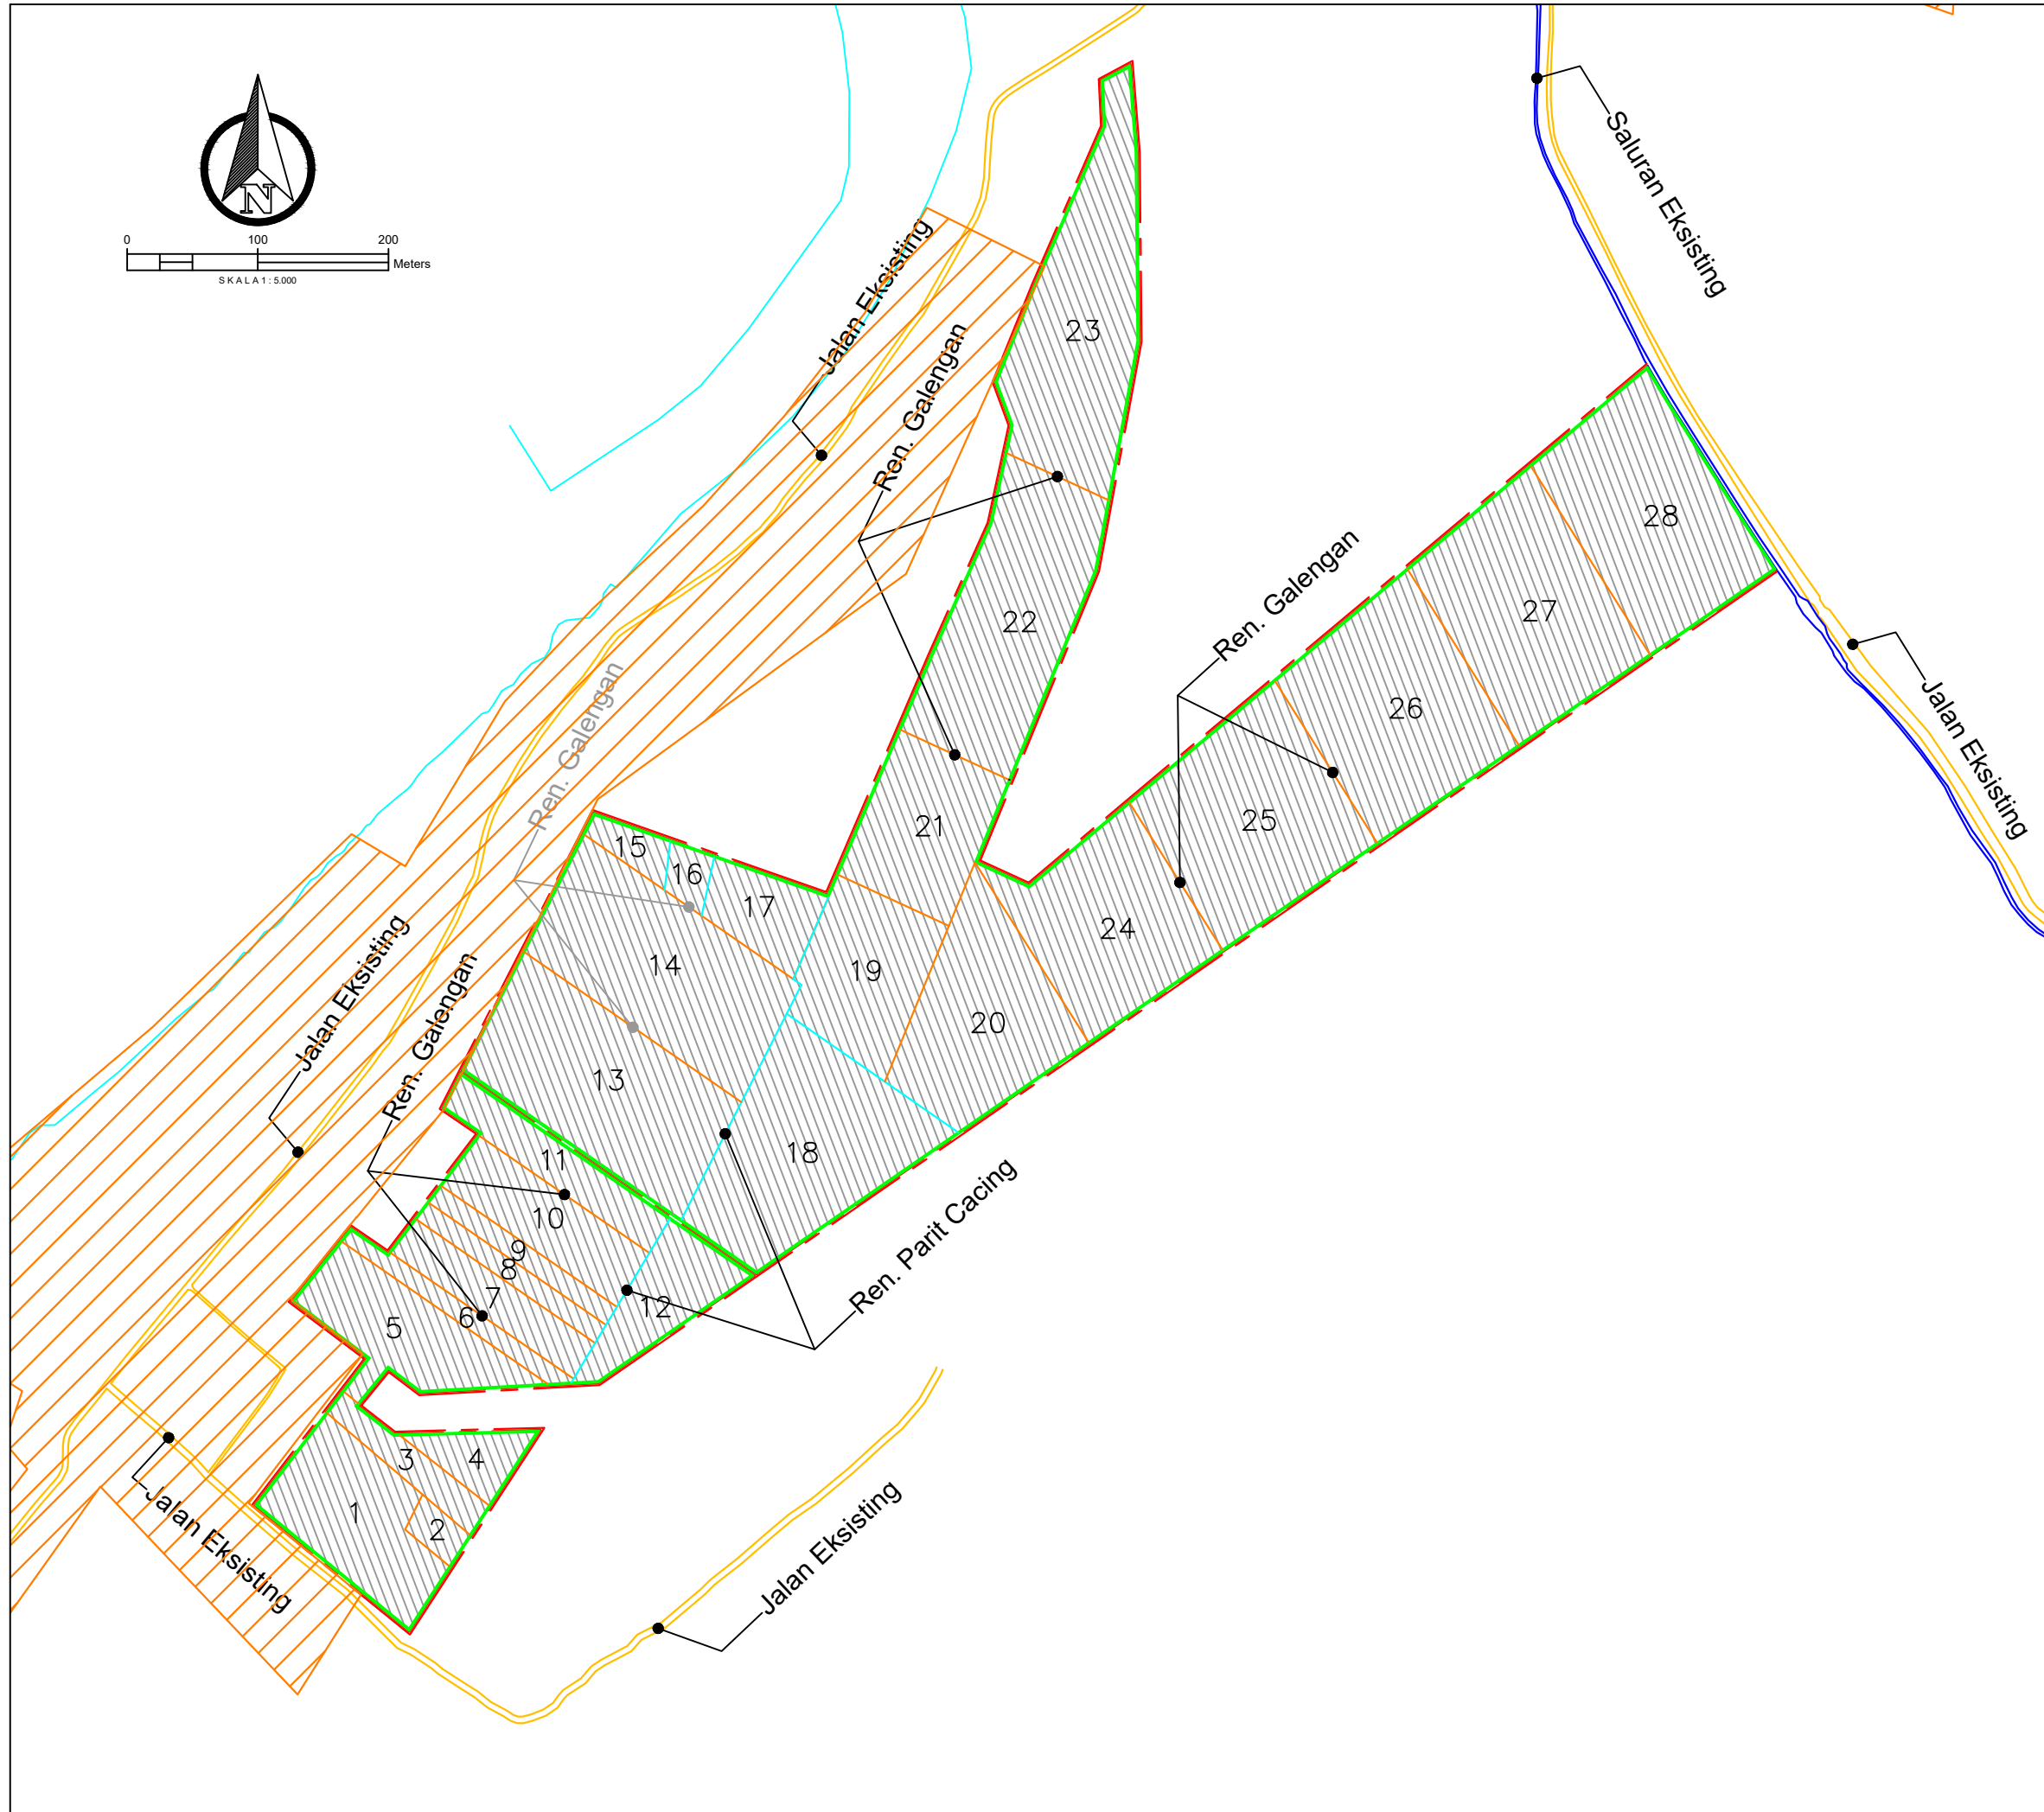 N
0 100 200
Meters
S K A L A 1 : 5.000
Saluran Eksisting
Jalan Eksisting
Ren. Galengan
23
28
Ren. Galengan
27
22
Jalan Eksisting
Ren. Galengan
26
25
21
15
16
17
24
14
19
20
Jalan Eksisting
Ren. Galengan
13
18
11
10
9
8
7
6
5
12
Ren. Parit Cacing
3
4
1
2
Jalan Eksisting
Jalan Eksisting